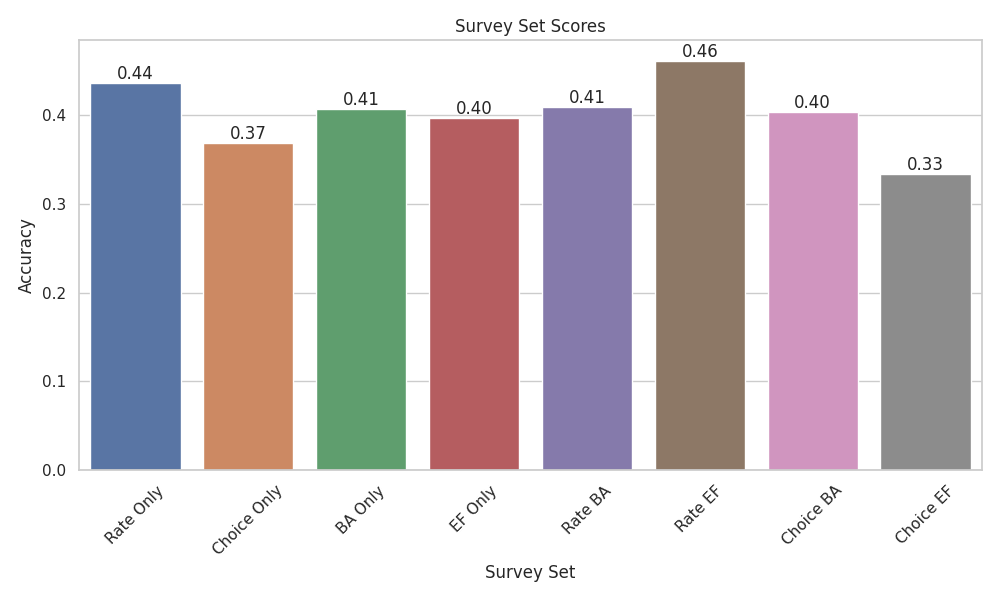 Survey Set Scores
0.44
0.37
0.41
0.40
0.41
0.46
0.40
0.33
Accuracy
0.4
0.3
0.2
0.1
0.0
Rate Only
Choice Only
BA Only
EF Only
Rate BA
Rate EF
Choice BA
Choice EF
Survey Set